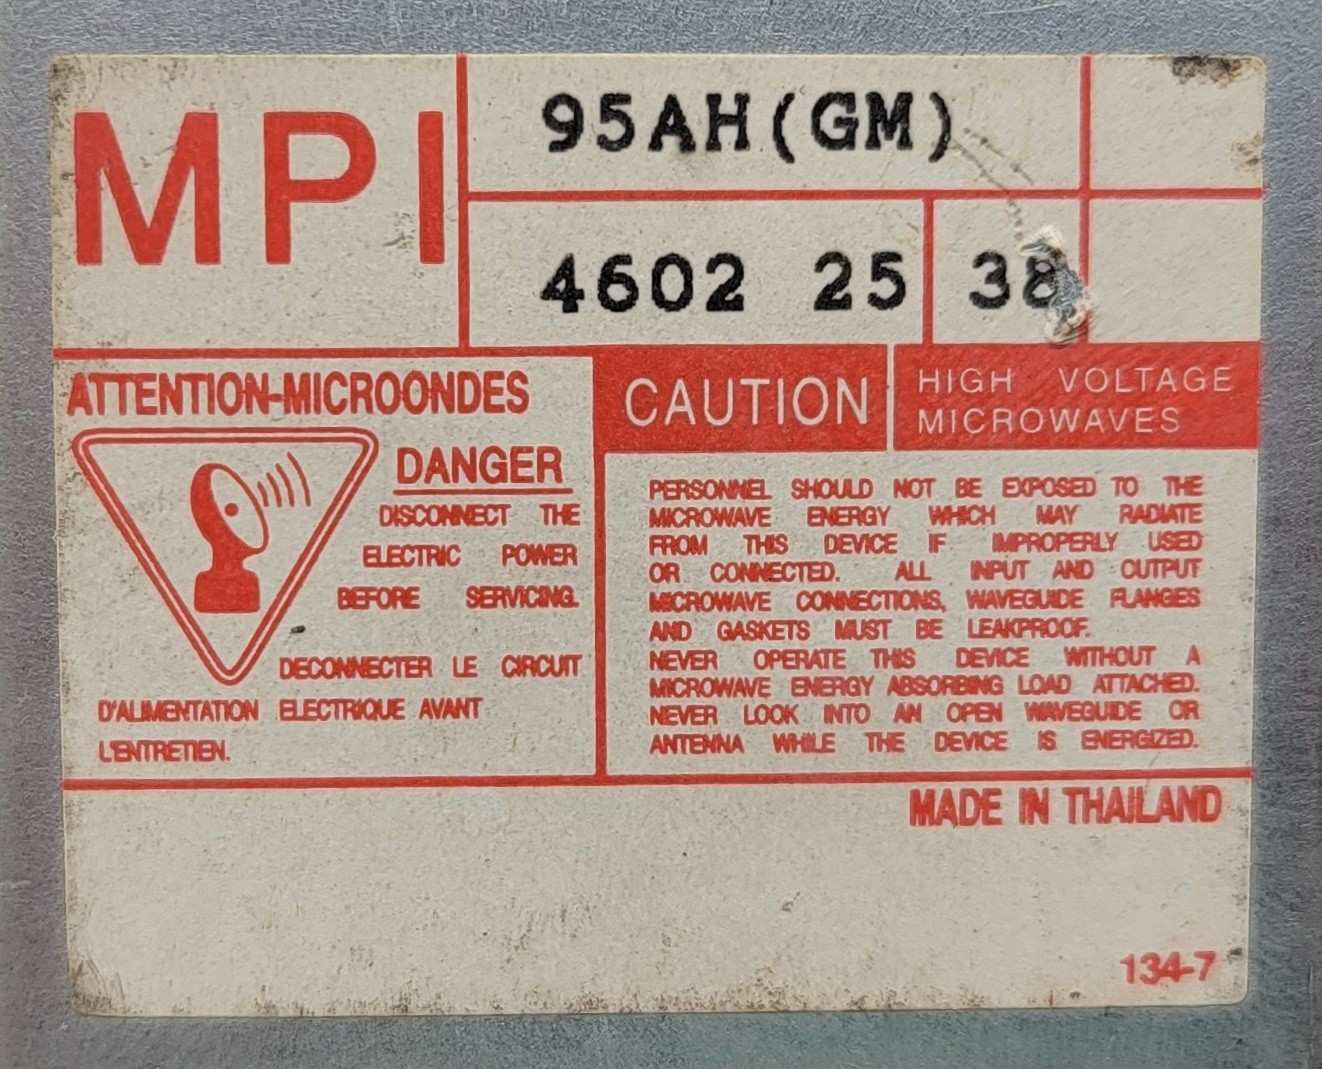 MPI
95AH(GM)
4602 25 38
ATTENTION-MICROONDES
DANGER
DISCONNECT THE
ELECTRIC POWER
BEFORE SERVICING.
DECONNECTER LE CIRCUIT
D'ALIMENTATION ELECTRIQUE AVANT
L'ENTRETIEN.
CAUTION
HIGH VOLTAGE
MICROWAVES
PERSONNEL SHOULD NOT BE EXPOSED TO THE
MICROWAVE ENERGY WHICH MAY RADIATE
FROM THIS DEVICE IF IMPROPERLY USED
OR CONNECTED. ALL INPUT AND OUTPUT
MICROWAVE CONNECTIONS, WAVEGUIDE FLANGES
AND GASKETS MUST BE LEAKPROOF.
NEVER OPERATE THIS DEVICE WITHOUT A
MICROWAVE ENERGY ABSORBING LOAD ATTACHED.
NEVER LOOK INTO AN OPEN WAVEGUIDE OR
ANTENNA WHILE THE DEVICE IS ENERGIZED.
MADE IN THAILAND
134-7